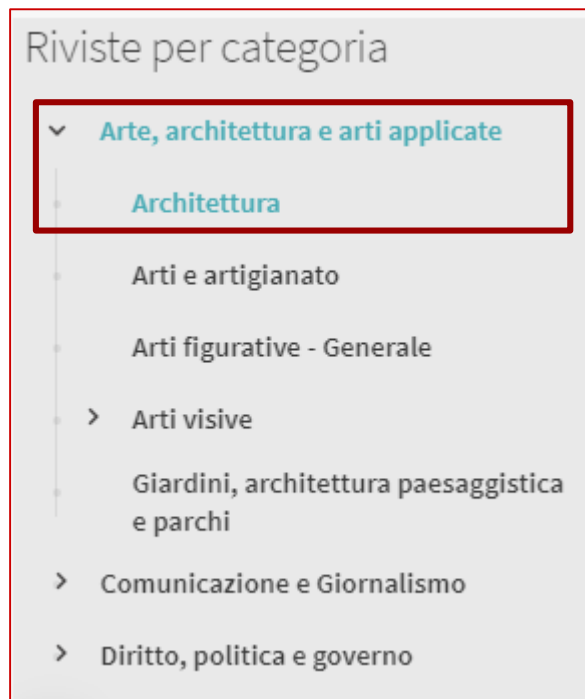 Riviste per categoria
Arte, architettura e arti applicate
Architettura
Arti e artigianato
Arti figurative - Generale
Arti visive
Giardini, architettura paesaggistica
e parchi
Comunicazione e Giornalismo
Diritto, politica e governo